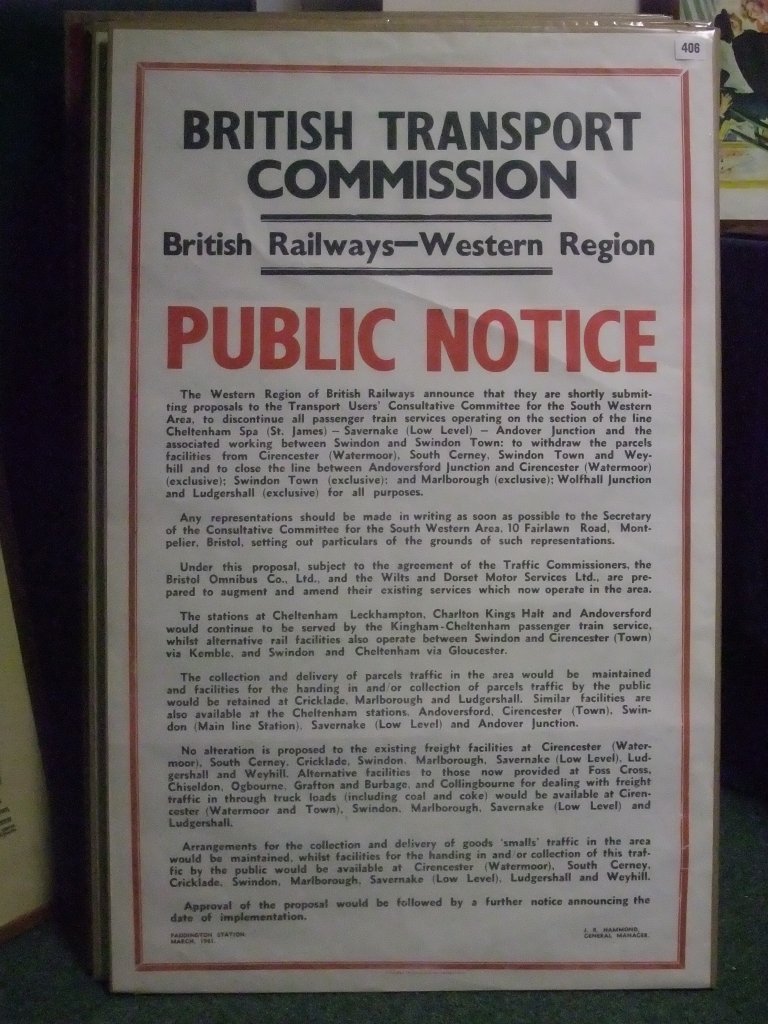 406
BRITISH TRANSPORT
COMMISSION
British Railways—Western Region
PUBLIC NOTICE
The Western Region of British Railways announce that they are shortly submit-
ting proposals to the Transport Users' Consultative Committee for the South Western
Area, to discontinue all passenger train services operating on the section of the line
Cheltenham Spa (St. James) – Savernake (Low Level) – Andover Junction and the
associated working between Swindon and Swindon Town: to withdraw the parcels
facilities from Cirencester (Watermoor), South Cerney, Swindon Town and Wey-
hill and to close the line between Andoversford Junction and Cirencester (Watermoor)
(exclusive); Swindon Town (exclusive); and Marlborough (exclusive); Wolfhall Junction
and Ludgershall (exclusive) for all purposes.
Any representations should be made in writing as soon as possible to the Secretary
of the Consultative Committee for the South Western Area, 10 Fairlawn Road, Mont-
pelier, Bristol, setting out particulars of the grounds of such representations.
Under this proposal, subject to the agreement of the Traffic Commissioners, the
Bristol Omnibus Co., Ltd., and the Wilts and Dorset Motor Services Ltd., are pre-
pared to augment and amend their existing services which now operate in the area.
The stations at Cheltenham Leckhampton, Charlton Kings Halt and Andoversford
would continue to be served by the Kingham-Cheltenham passenger train service,
whilst alternative rail facilities also operate between Swindon and Cirencester (Town)
via Kemble, and Swindon and Cheltenham via Gloucester.
The collection and delivery of parcels traffic in the area would be maintained
and facilities for the handing in and/or collection of parcels traffic by the public
would be retained at Cricklade, Marlborough and Ludgershall. Similar facilities are
also available at the Cheltenham stations, Andoversford, Cirencester (Town), Swin-
don (Main line Station), Savernake (Low Level) and Andover Junction.
No alteration is proposed to the existing freight facilities at Cirencester (Water-
moor), South Cerney, Cricklade, Swindon, Marlborough, Savernake (Low Level), Lud-
gershall and Weyhill. Alternative facilities to those now provided at Foss Cross,
Chiseldon, Ogbourne, Grafton and Burbage, and Collingbourne for dealing with freight
traffic in through truck loads (including coal and coke) would be available at Ciren-
cester (Watermoor and Town), Swindon, Marlborough, Savernake (Low Level) and
Ludgershall.
Arrangements for the collection and delivery of goods 'smalls' traffic in the area
would be maintained, whilst facilities for the handing in and/or collection of this traf-
fic by the public would be available at Cirencester (Watermoor), South Cerney,
Cricklade, Swindon, Marlborough, Savernake (Low Level), Ludgershall and Weyhill.
Approval of the proposal would be followed by a further notice announcing the
date of implementation.
PADDINGTON STATION.
MARCH, 1961.
J. R. HAMMOND,
GENERAL MANAGER.